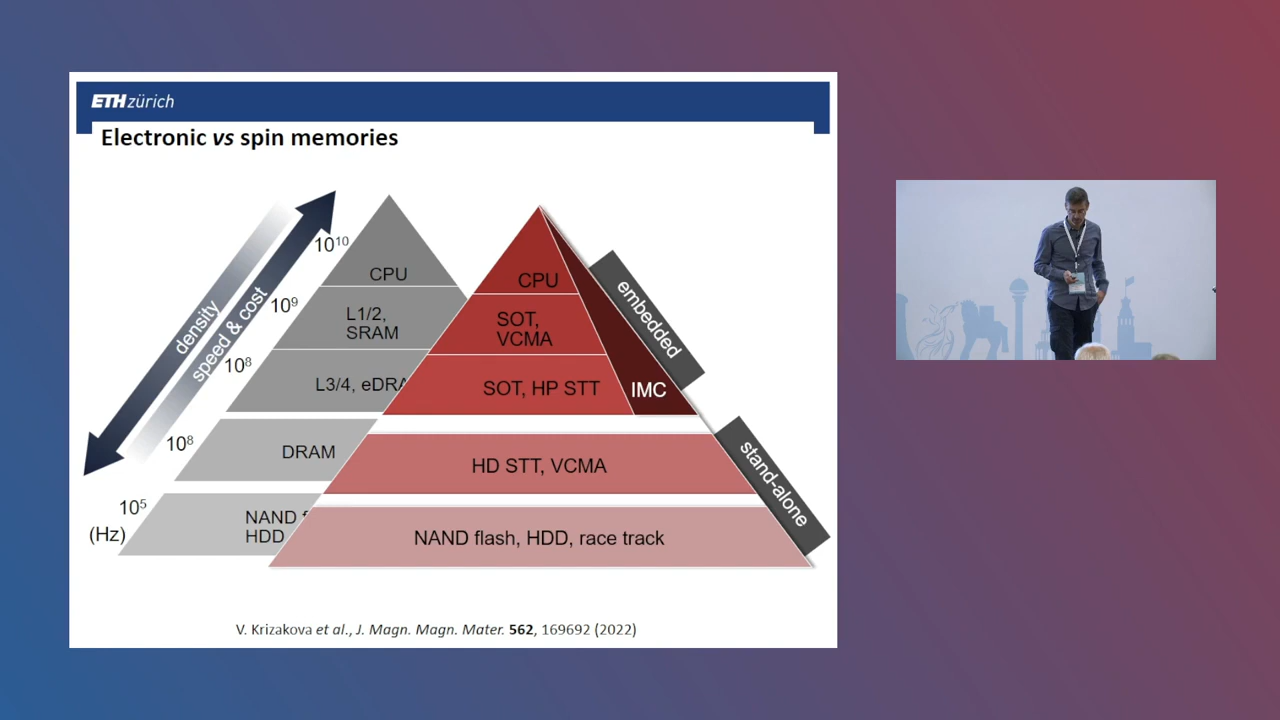 ETH zürich
Electronic vs spin memories
density
speed & cost
10¹⁰
10⁹
10⁸
10⁸
10⁵
(Hz)
CPU
L1/2,
SRAM
L3/4, eDRA
DRAM
NAND f
HDD
CPU
SOT,
VCMA
SOT, HP STT
IMC
HD STT, VCMA
NAND flash, HDD, race track
embedded
stand-alone
V. Krizakova et al., J. Magn. Magn. Mater. 562, 169692 (2022)